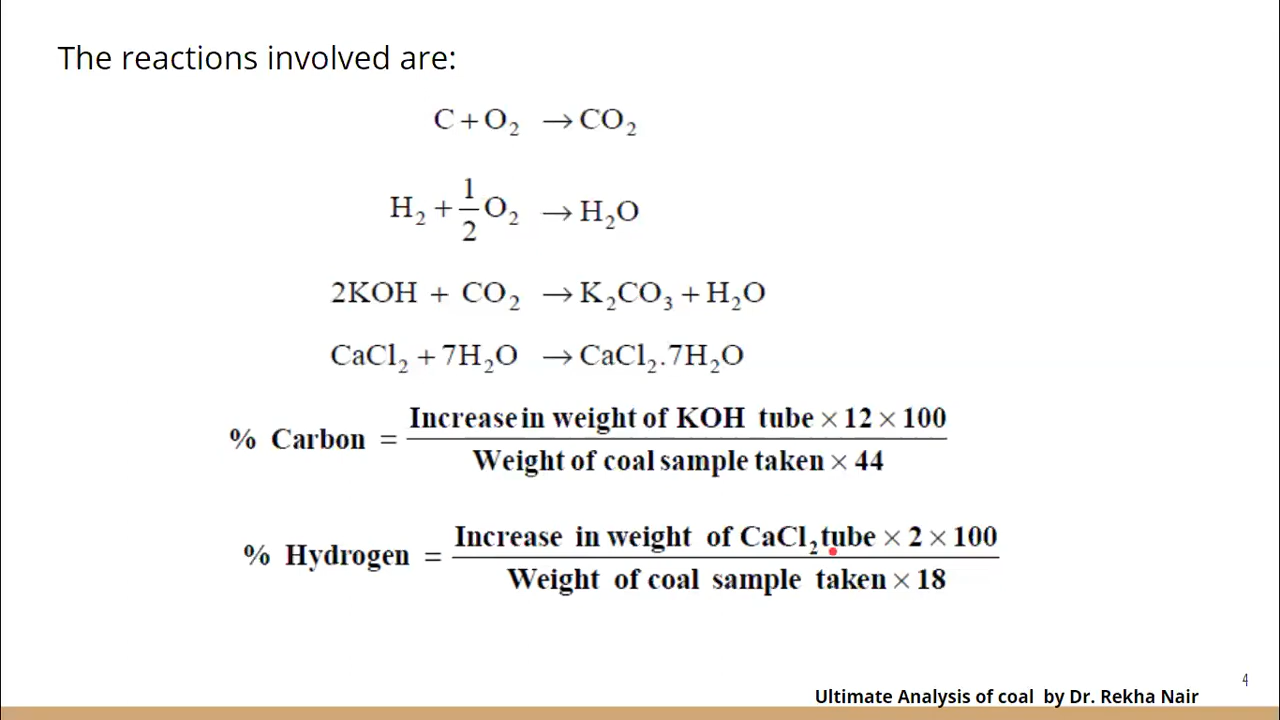 The reactions involved are:
C + O₂ → CO₂
H₂ + 1/2 O₂ → H₂O
2KOH + CO₂ → K₂CO₃ + H₂O
CaCl₂ + 7H₂O → CaCl₂.7H₂O
% Carbon = Increase in weight of KOH tube × 12 × 100 / Weight of coal sample taken × 44
% Hydrogen = Increase in weight of CaCl₂ tube × 2 × 100 / Weight of coal sample taken × 18
4
Ultimate Analysis of coal by Dr. Rekha Nair